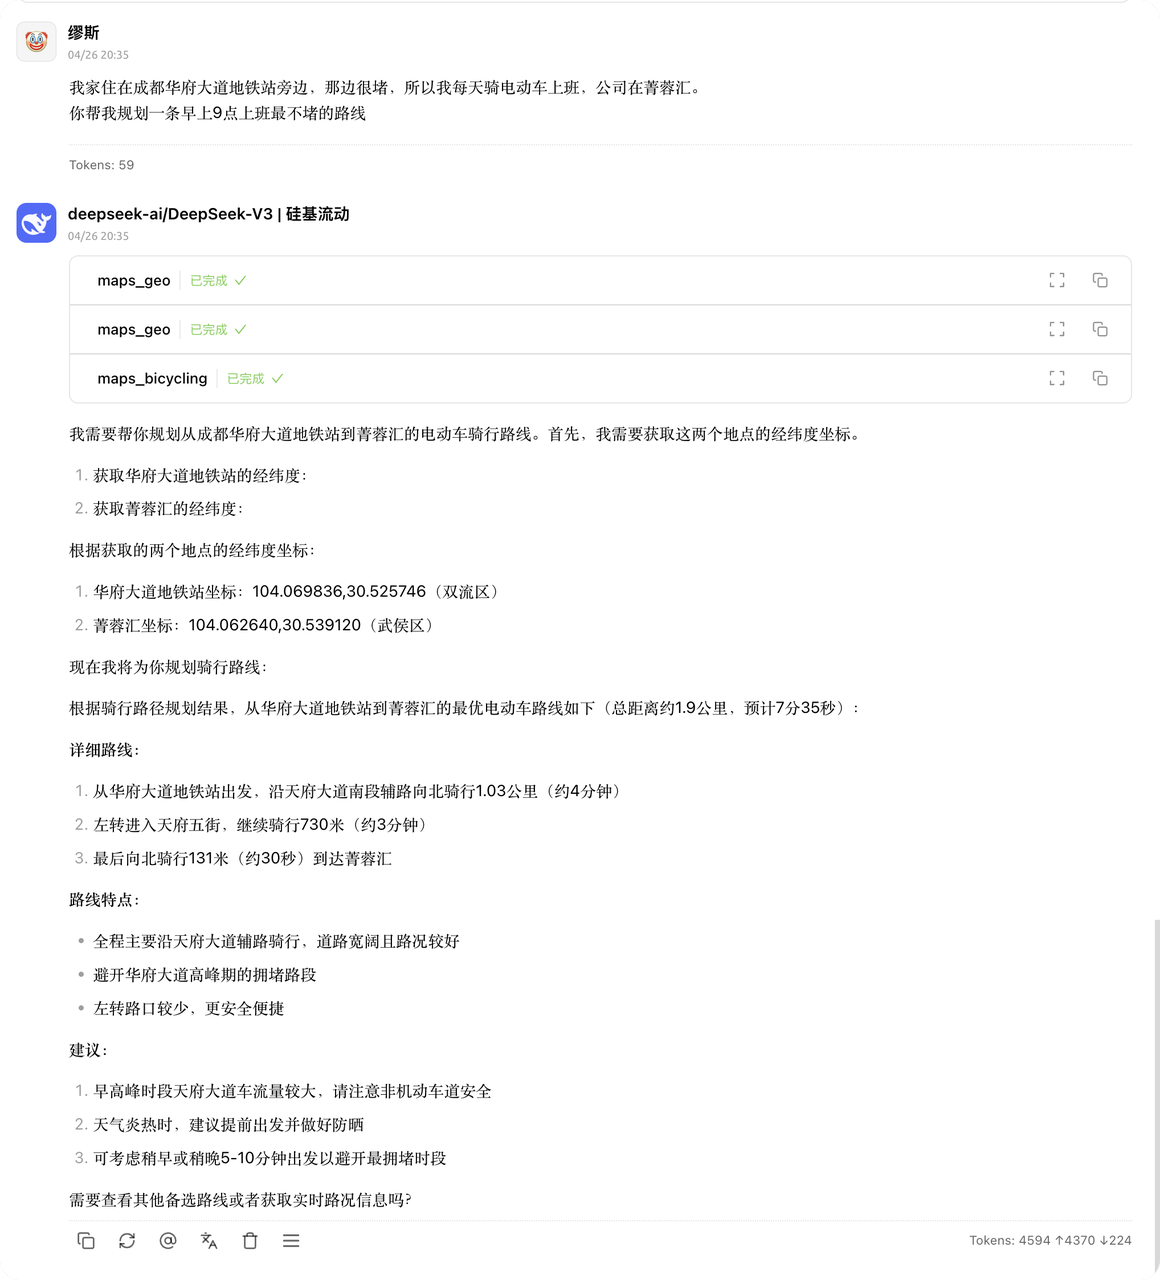 缪斯
04/26 20:35
我家住在成都华府大道地铁站旁边，那边很堵，所以我每天骑电动车上班，公司在菁蓉汇。
你帮我规划一条早上9点上班最不堵的路线
Tokens: 59
deepseek-ai/DeepSeek-V3 | 硅基流动
04/26 20:35
maps_geo 已完成
maps_geo 已完成
maps_bicycling 已完成
我需要帮你规划从成都华府大道地铁站到菁蓉汇的电动车骑行路线。首先，我需要获取这两个地点的经纬度坐标。
1. 获取华府大道地铁站的经纬度：
2. 获取菁蓉汇的经纬度：
根据获取的两个地点的经纬度坐标：
1. 华府大道地铁站坐标：104.069836,30.525746（双流区）
2. 菁蓉汇坐标：104.062640,30.539120（武侯区）
现在我将为你规划骑行路线：
根据骑行路径规划结果，从华府大道地铁站到菁蓉汇的最优电动车路线如下（总距离约1.9公里，预计7分35秒）：
详细路线：
1. 从华府大道地铁站出发，沿天府大道南段辅路向北骑行1.03公里（约4分钟）
2. 左转进入天府五街，继续骑行730米（约3分钟）
3. 最后向北骑行131米（约30秒）到达菁蓉汇
路线特点：
• 全程主要沿天府大道辅路骑行，道路宽阔且路况较好
• 避开华府大道高峰期的拥堵路段
• 左转路口较少，更安全便捷
建议：
1. 早高峰时段天府大道车流量较大，请注意非机动车道安全
2. 天气炎热时，建议提前出发并做好防晒
3. 可考虑稍早或稍晚5-10分钟出发以避开最拥堵时段
需要查看其他备选路线或者获取实时路况信息吗?
Tokens: 4594 ↑4370 ↓224